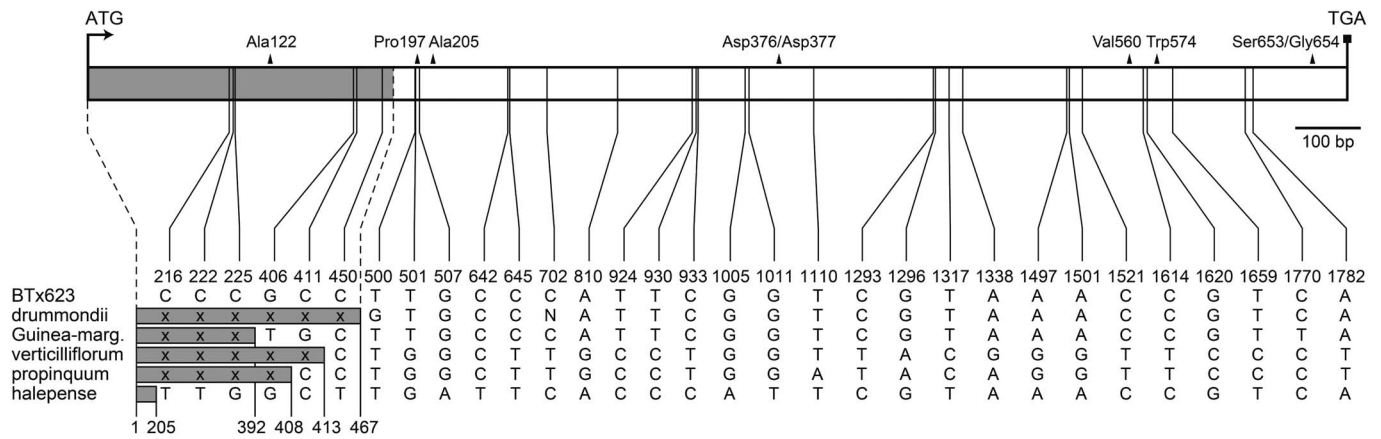 ATG TGA
Ala122 Pro197 Ala205 Asp376/Asp377 Val560 Trp574 Ser653/Gly654
100 bp
216 222 225 406 411 450 500 501 507 642 645 702 810 924 930 933 1005 1011 1110 1293 1296 1317 1338 1497 1501 1521 1614 1620 1659 1770 1782
BTx623 C C C G C C T T G C C C A T T C G G T C G T A A A C C G T C A
drummondii x x x x x x G T G C C N A T T C G G T C G T A A A C C G T C A
Guinea-marg. x x x T G C T T G C C C A T T C G G T C G T A A A C C G T T A
verticilliflorum x x x x x C T G G C T T G C C T G G T T A C G G G T T C C C T
propinquum x x x x C C T G G C T T G C C T G G A T A C A G G T T C C C T
halepense T T G G C T T G A T T C A C C C A T T C G T A A A C C G T C A
1 205 392 408 413 467